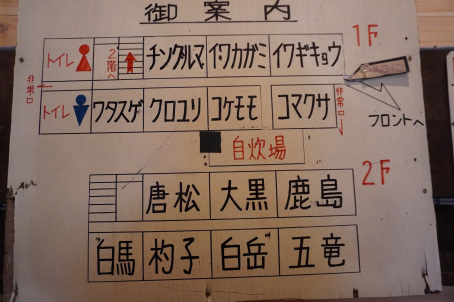 御案内
1F
トイレ 2階へ チングルマ イワカガミ イワギキョウ
非常口
トイレ ワタスゲ クロユリ コケモモ コマクサ 非常口
フロントへ
自炊場
2F
唐松 大黒 鹿島
白馬 杓子 白岳 五竜